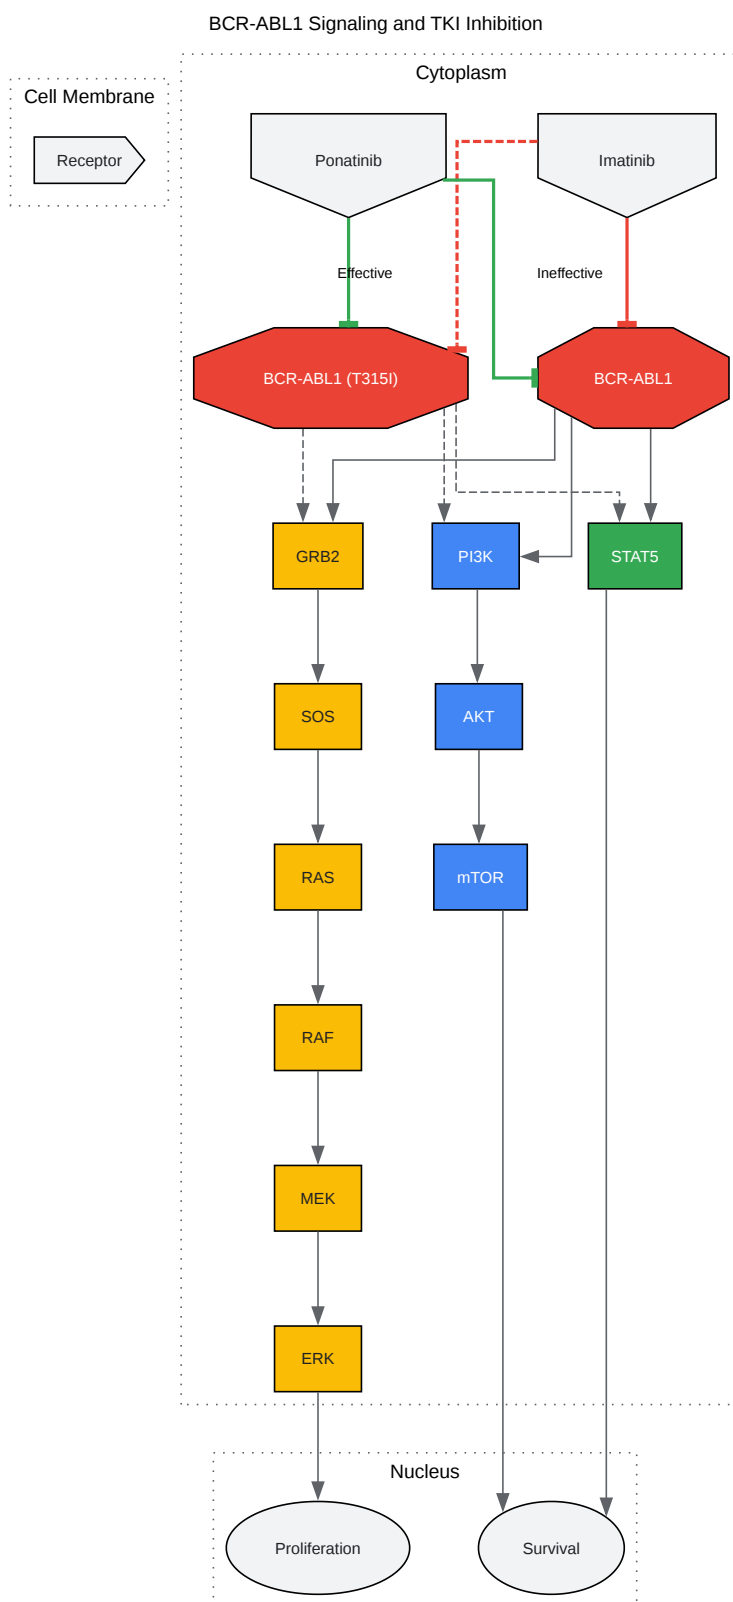 BCR-ABL1 Signaling and TKI Inhibition
Cytoplasm
Cell Membrane
Receptor
Ponatinib
Imatinib
Effective
Ineffective
BCR-ABL1 (T315I)
BCR-ABL1
GRB2
PI3K
STAT5
SOS
AKT
RAS
mTOR
RAF
MEK
ERK
Nucleus
Proliferation
Survival